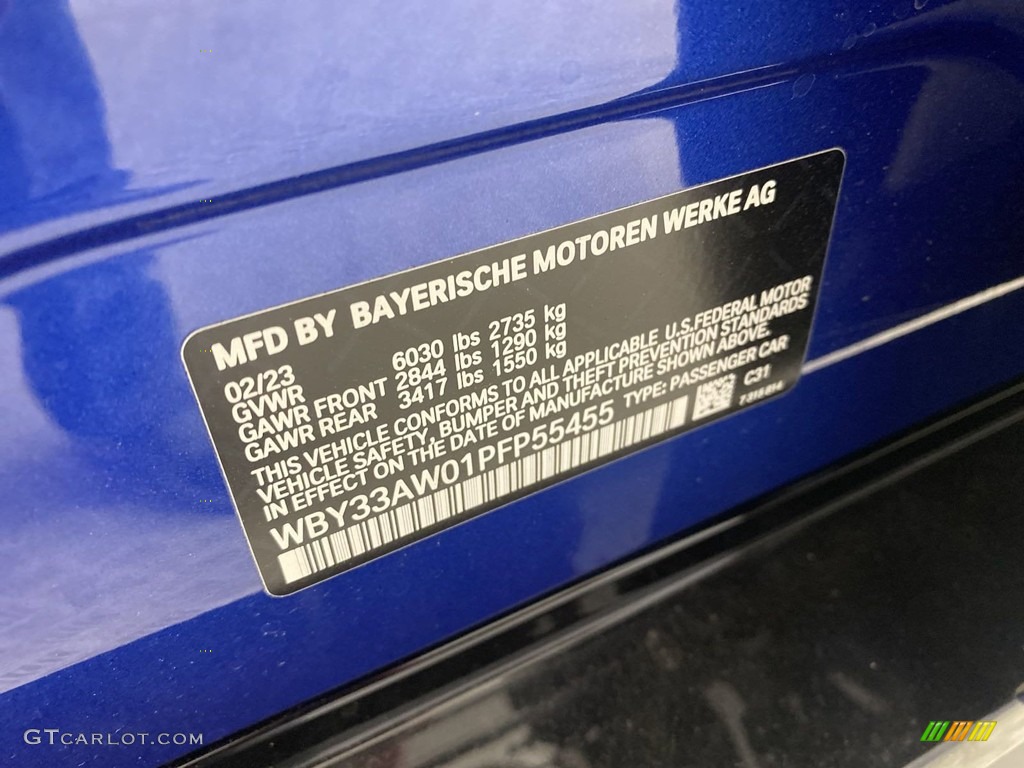 MFD BY BAYERISCHE MOTOREN WERKE AG
02/23
GVWR 6030 lbs 2735 kg
GAWR FRONT 2844 lbs 1290 kg
GAWR REAR 3417 lbs 1550 kg
THIS VEHICLE CONFORMS TO ALL APPLICABLE U.S. FEDERAL MOTOR
VEHICLE SAFETY, BUMPER AND THEFT PREVENTION STANDARDS
IN EFFECT ON THE DATE OF MANUFACTURE SHOWN ABOVE.
WBY33AW01PFP55455 TYPE: PASSENGER CAR
C31
GTCARLOT.COM